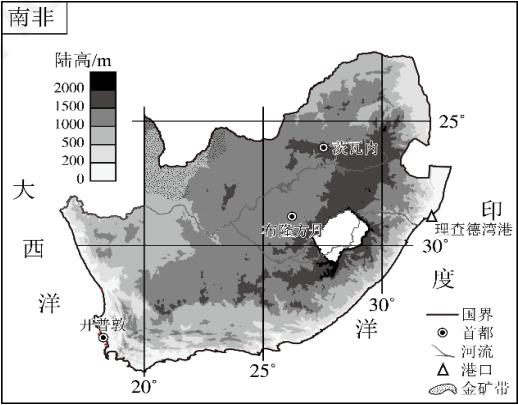 南非
陆高/m
2000
1500
1000
500
200
0
25°
茨瓦内
大
西
洋
印
度
洋
理查德湾港
布隆方丹
30°
30°
开普敦
20°
25°
国界
首都
河流
港口
金矿带